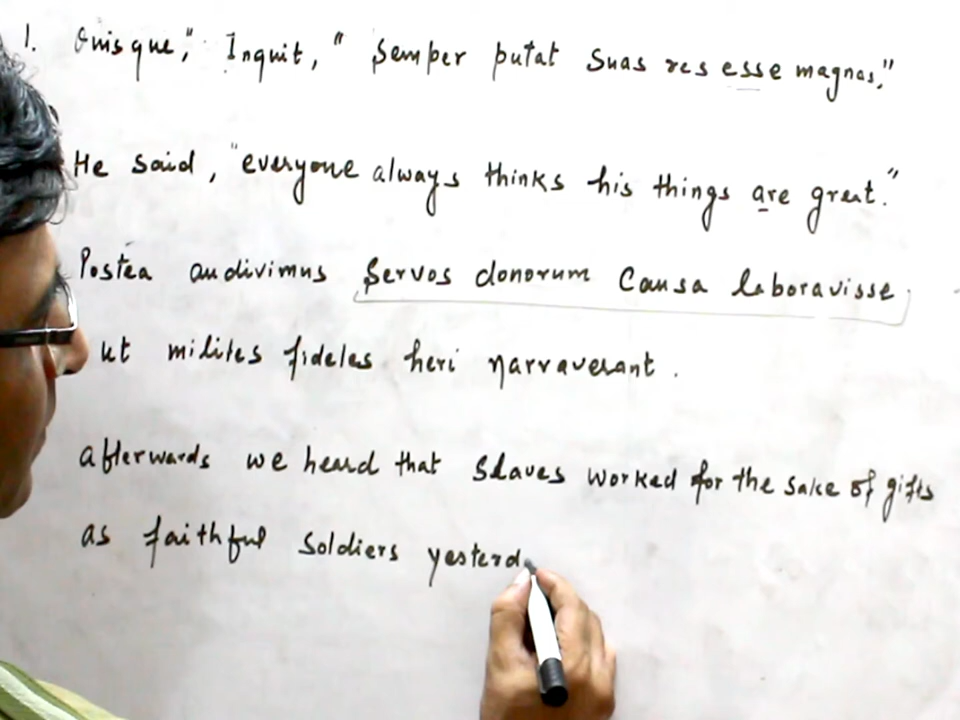 1. Quisque," Inquit, " Semper putat suas res esse magnas."
He said, "everyone always thinks his things are great."
Postea audivimus Servos donorum Causa laboravisse.
ut milites fideles heri narraverant.
afterwards we heard that slaves worked for the sake of gifts
as faithful soldiers yesterd